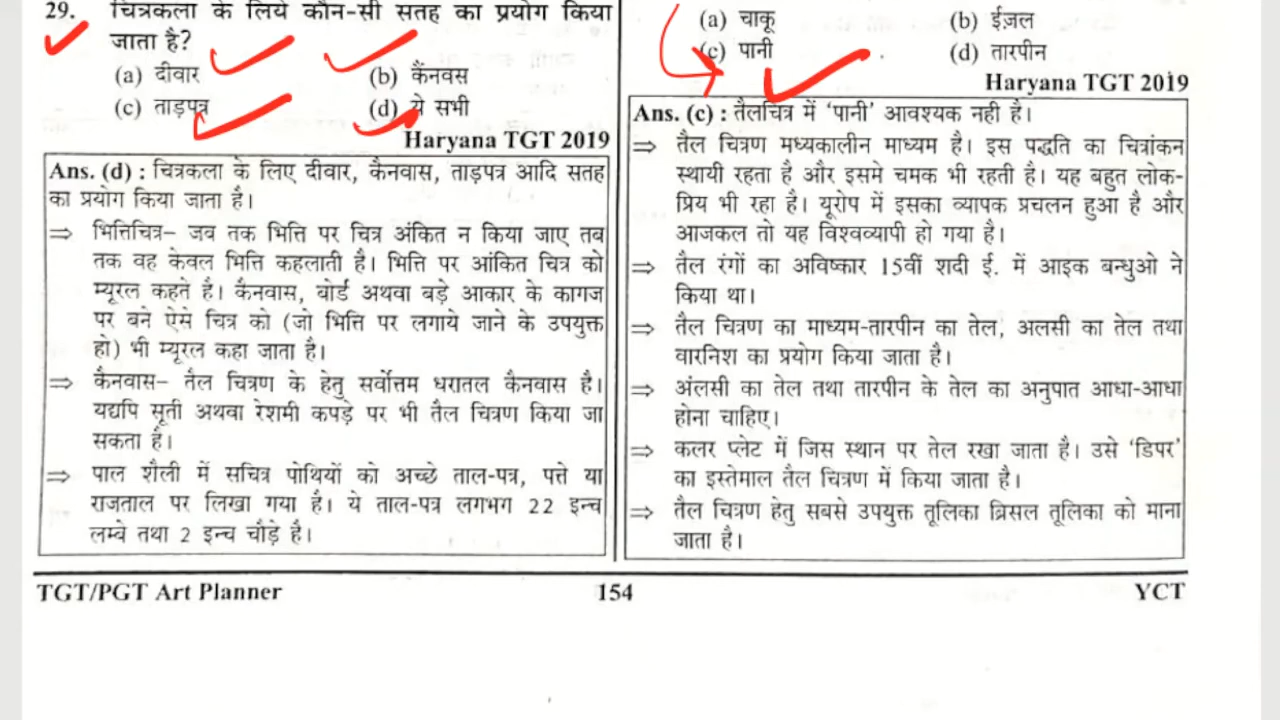 29. चित्रकला के लिये कौन-सी सतह का प्रयोग किया
जाता है?
(a) दीवार (b) कैंनवस
(c) ताड़पत्र (d) ये सभी
Haryana TGT 2019
Ans. (d) : चित्रकला के लिए दीवार, कैनवास, ताड़पत्र आदि सतह
का प्रयोग किया जाता है।
⇒ भित्तिचित्र– जब तक भित्ति पर चित्र अंकित न किया जाए तब
तक वह केवल भित्ति कहलाती है। भित्ति पर आंकित चित्र को
म्यूरल कहते है। कैनवास, बोर्ड अथवा बड़े आकार के कागज
पर बने ऐसे चित्र को (जो भित्ति पर लगाये जाने के उपयुक्त
हो) भी म्यूरल कहा जाता है।
⇒ कैनवास– तैल चित्रण के हेतु सर्वोत्तम धरातल कैनवास है।
यद्यपि सूती अथवा रेशमी कपड़े पर भी तैल चित्रण किया जा
सकता है।
⇒ पाल शैली में सचित्र पोथियों को अच्छे ताल-पत्र, पत्ते या
राजताल पर लिखा गया है। ये ताल-पत्र लगभग 22 इन्च
लम्बे तथा 2 इन्च चौड़े है।
(a) चाकू (b) ईज़ल
(c) पानी (d) तारपीन
Haryana TGT 2019
Ans. (c) : तैलचित्र में ‘पानी’ आवश्यक नही है।
⇒ तैल चित्रण मध्यकालीन माध्यम है। इस पद्धति का चित्रांकन
स्थायी रहता है और इसमे चमक भी रहती है। यह बहुत लोक-
प्रिय भी रहा है। यूरोप में इसका व्यापक प्रचलन हुआ है और
आजकल तो यह विश्वव्यापी हो गया है।
⇒ तैल रंगों का अविष्कार 15वीं शदी ई. में आइक बन्धुओ ने
किया था।
⇒ तैल चित्रण का माध्यम-तारपीन का तेल, अलसी का तेल तथा
वारनिश का प्रयोग किया जाता है।
⇒ अंलसी का तेल तथा तारपीन के तेल का अनुपात आधा-आधा
होना चाहिए।
⇒ कलर प्लेट में जिस स्थान पर तेल रखा जाता है। उसे ‘डिपर’
का इस्तेमाल तैल चित्रण में किया जाता है।
⇒ तैल चित्रण हेतु सबसे उपयुक्त तूलिका ब्रिसल तूलिका को माना
जाता है।
TGT/PGT Art Planner 154 YCT